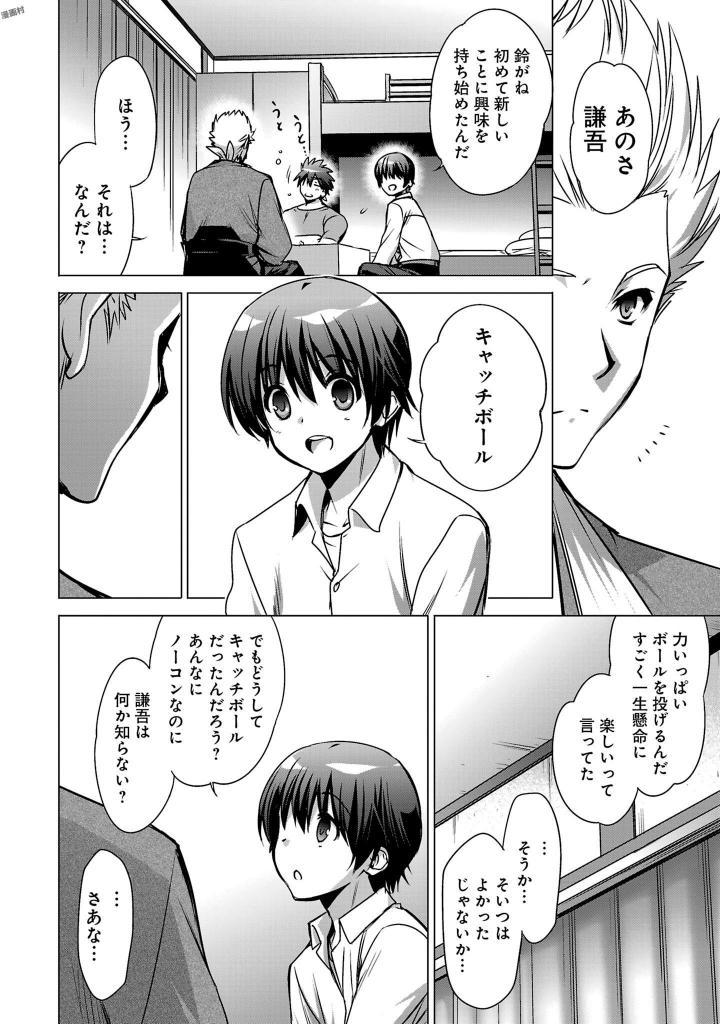 漫画村
あのさ
謙吾
鈴がね
初めて新しい
ことに興味を
持ち始めたんだ
うと
うと
ほう…
それは…
なんだ?
キャッチボール
力いっぱい
ボールを投げるんだ
すごく一生懸命に
楽しいって
言ってた
…
そうか…
そいつは
よかった
じゃないか…
でもどうして
キャッチボール
だったんだろう?
あんなに
ノーコンなのに
謙吾は
何か知らない?
…
さあな…